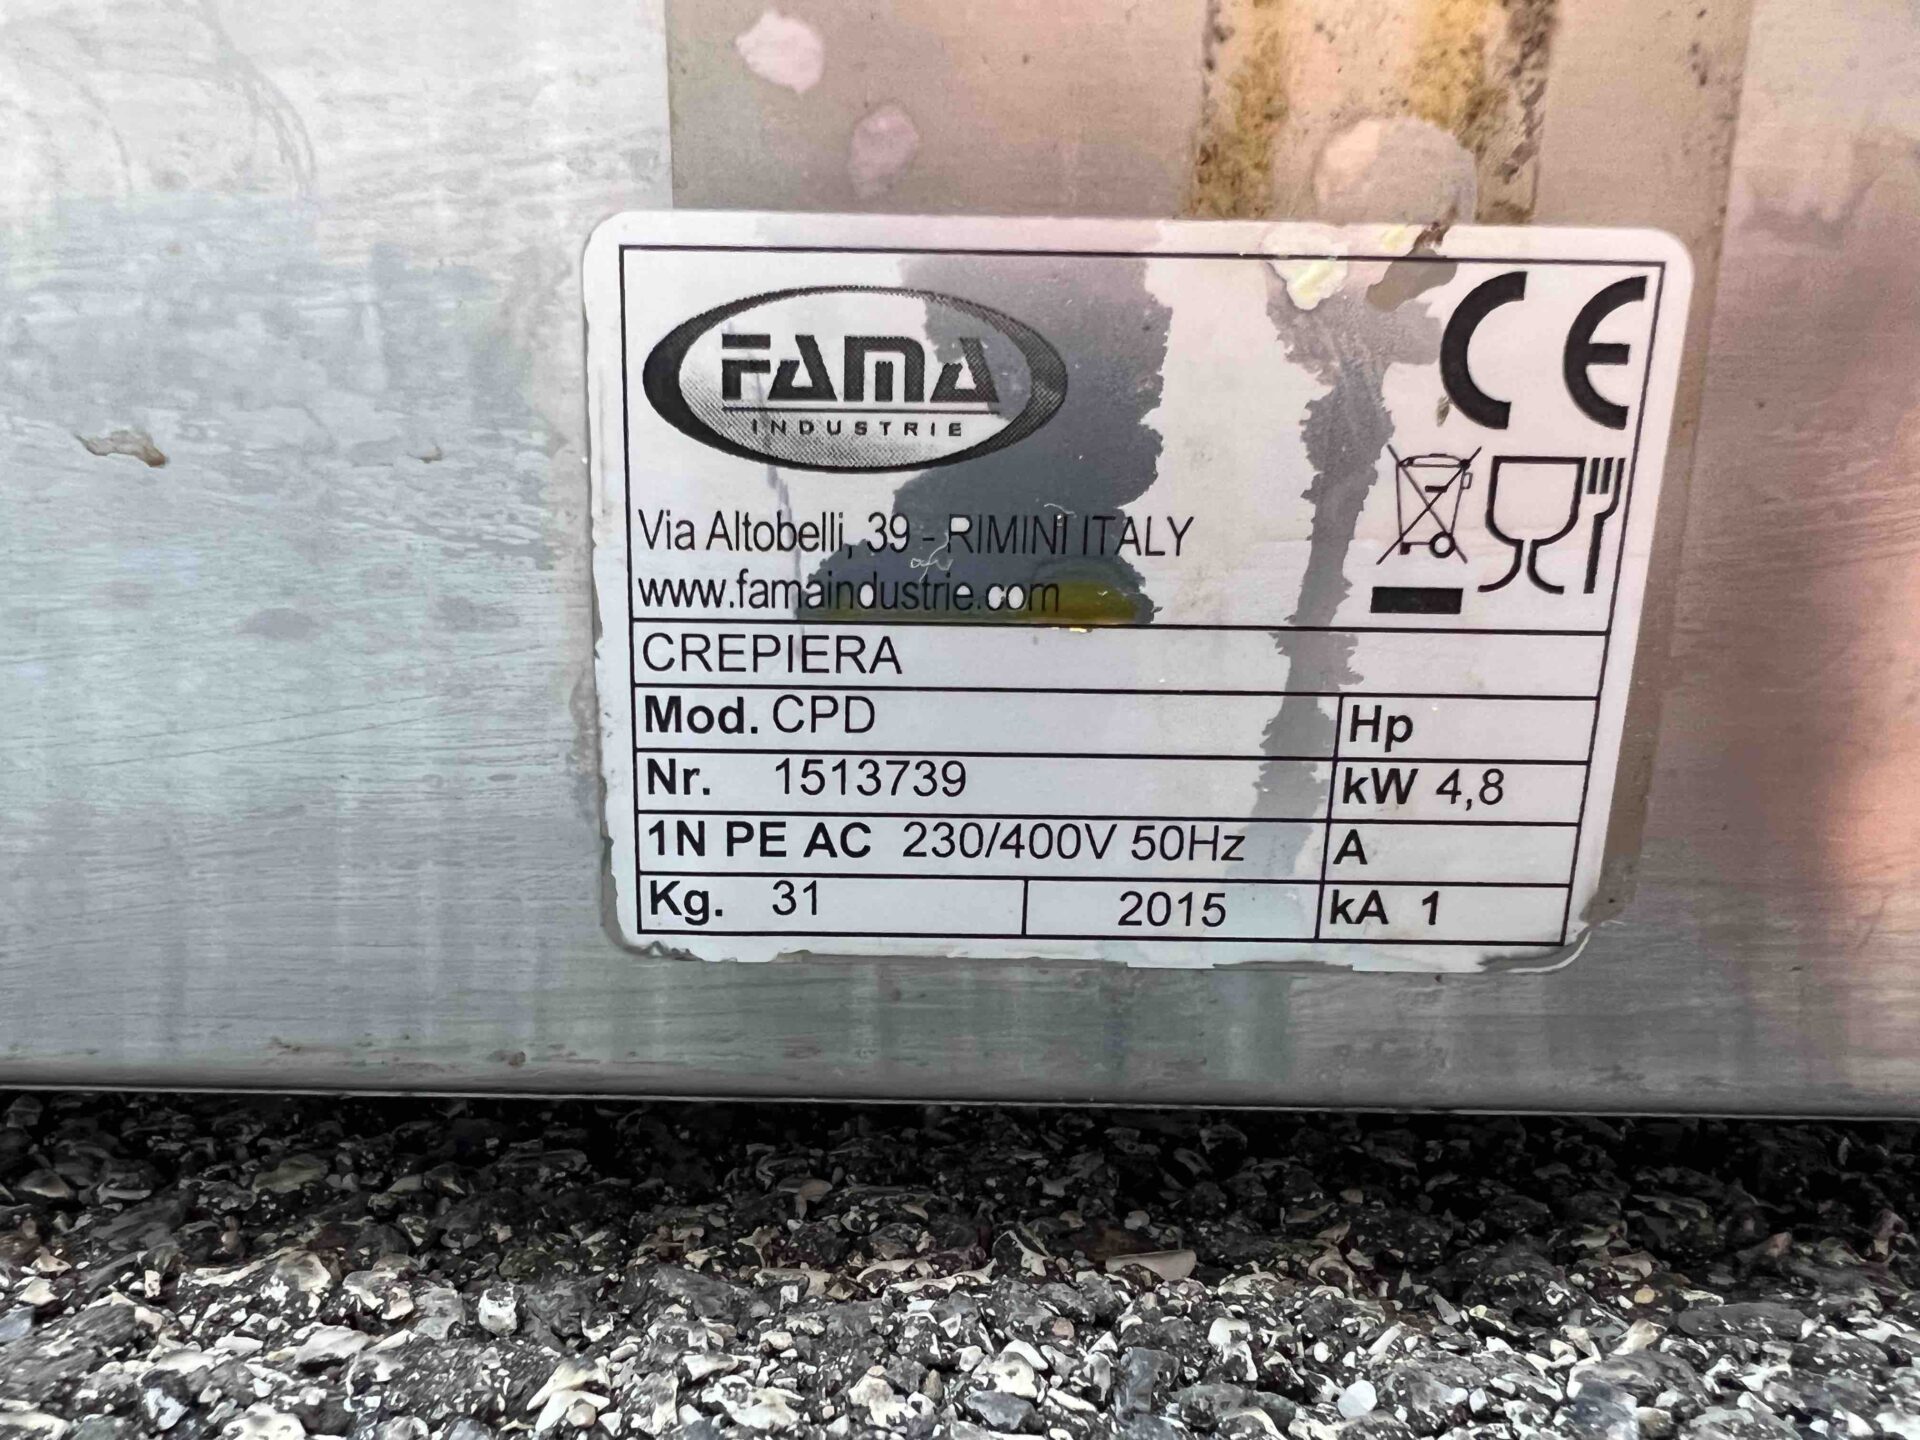 FAMA
INDUSTRIE
CE
Via Altobelli, 39 - RIMINI ITALY
www.famaindustrie.com
CREPIERA
Mod. CPD
Hp
Nr. 1513739
kW 4,8
1N PE AC 230/400V 50Hz
A
Kg. 31
2015
kA 1